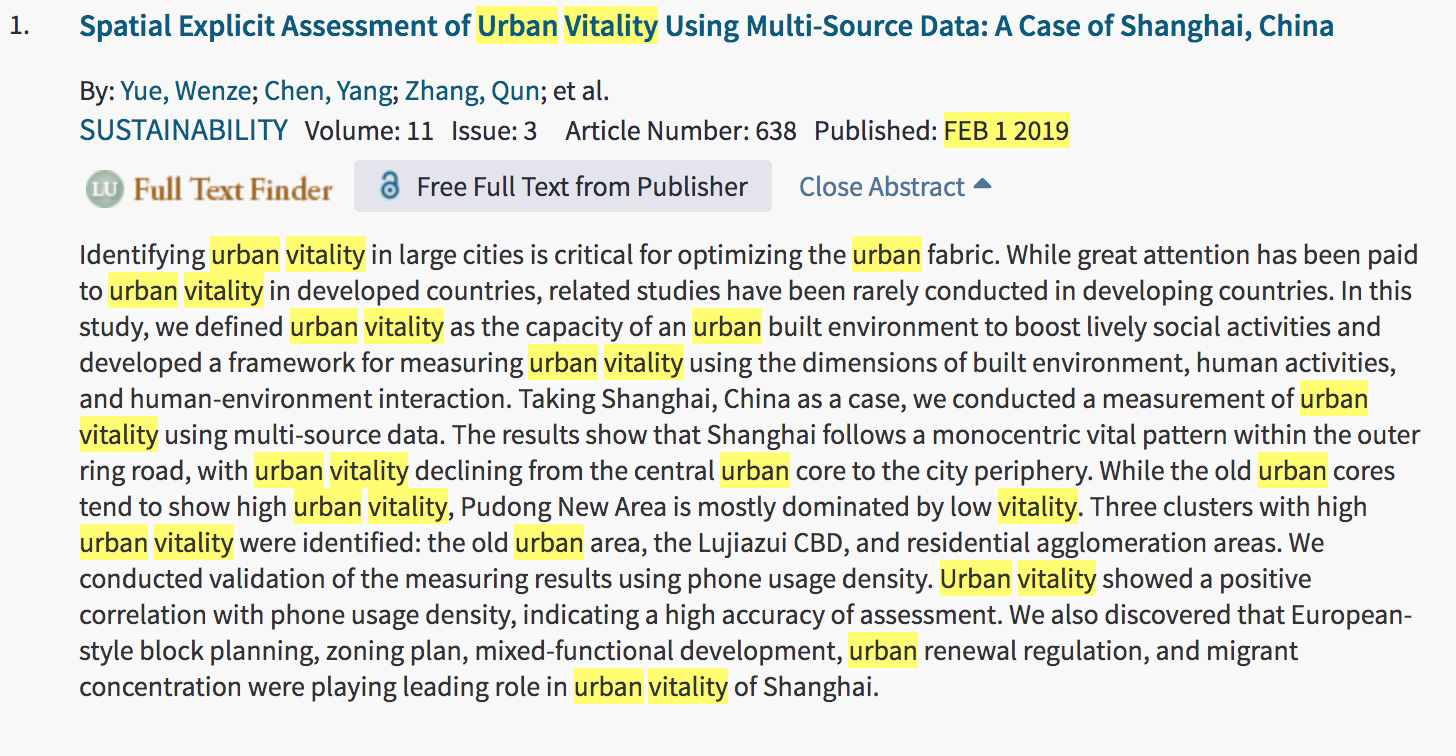 1. Spatial Explicit Assessment of Urban Vitality Using Multi-Source Data: A Case of Shanghai, China
By: Yue, Wenze; Chen, Yang; Zhang, Qun; et al.
SUSTAINABILITY Volume: 11 Issue: 3 Article Number: 638 Published: FEB 1 2019
LU Full Text Finder Free Full Text from Publisher Close Abstract
Identifying urban vitality in large cities is critical for optimizing the urban fabric. While great attention has been paid
to urban vitality in developed countries, related studies have been rarely conducted in developing countries. In this
study, we defined urban vitality as the capacity of an urban built environment to boost lively social activities and
developed a framework for measuring urban vitality using the dimensions of built environment, human activities,
and human-environment interaction. Taking Shanghai, China as a case, we conducted a measurement of urban
vitality using multi-source data. The results show that Shanghai follows a monocentric vital pattern within the outer
ring road, with urban vitality declining from the central urban core to the city periphery. While the old urban cores
tend to show high urban vitality, Pudong New Area is mostly dominated by low vitality. Three clusters with high
urban vitality were identified: the old urban area, the Lujiazui CBD, and residential agglomeration areas. We
conducted validation of the measuring results using phone usage density. Urban vitality showed a positive
correlation with phone usage density, indicating a high accuracy of assessment. We also discovered that European-
style block planning, zoning plan, mixed-functional development, urban renewal regulation, and migrant
concentration were playing leading role in urban vitality of Shanghai.